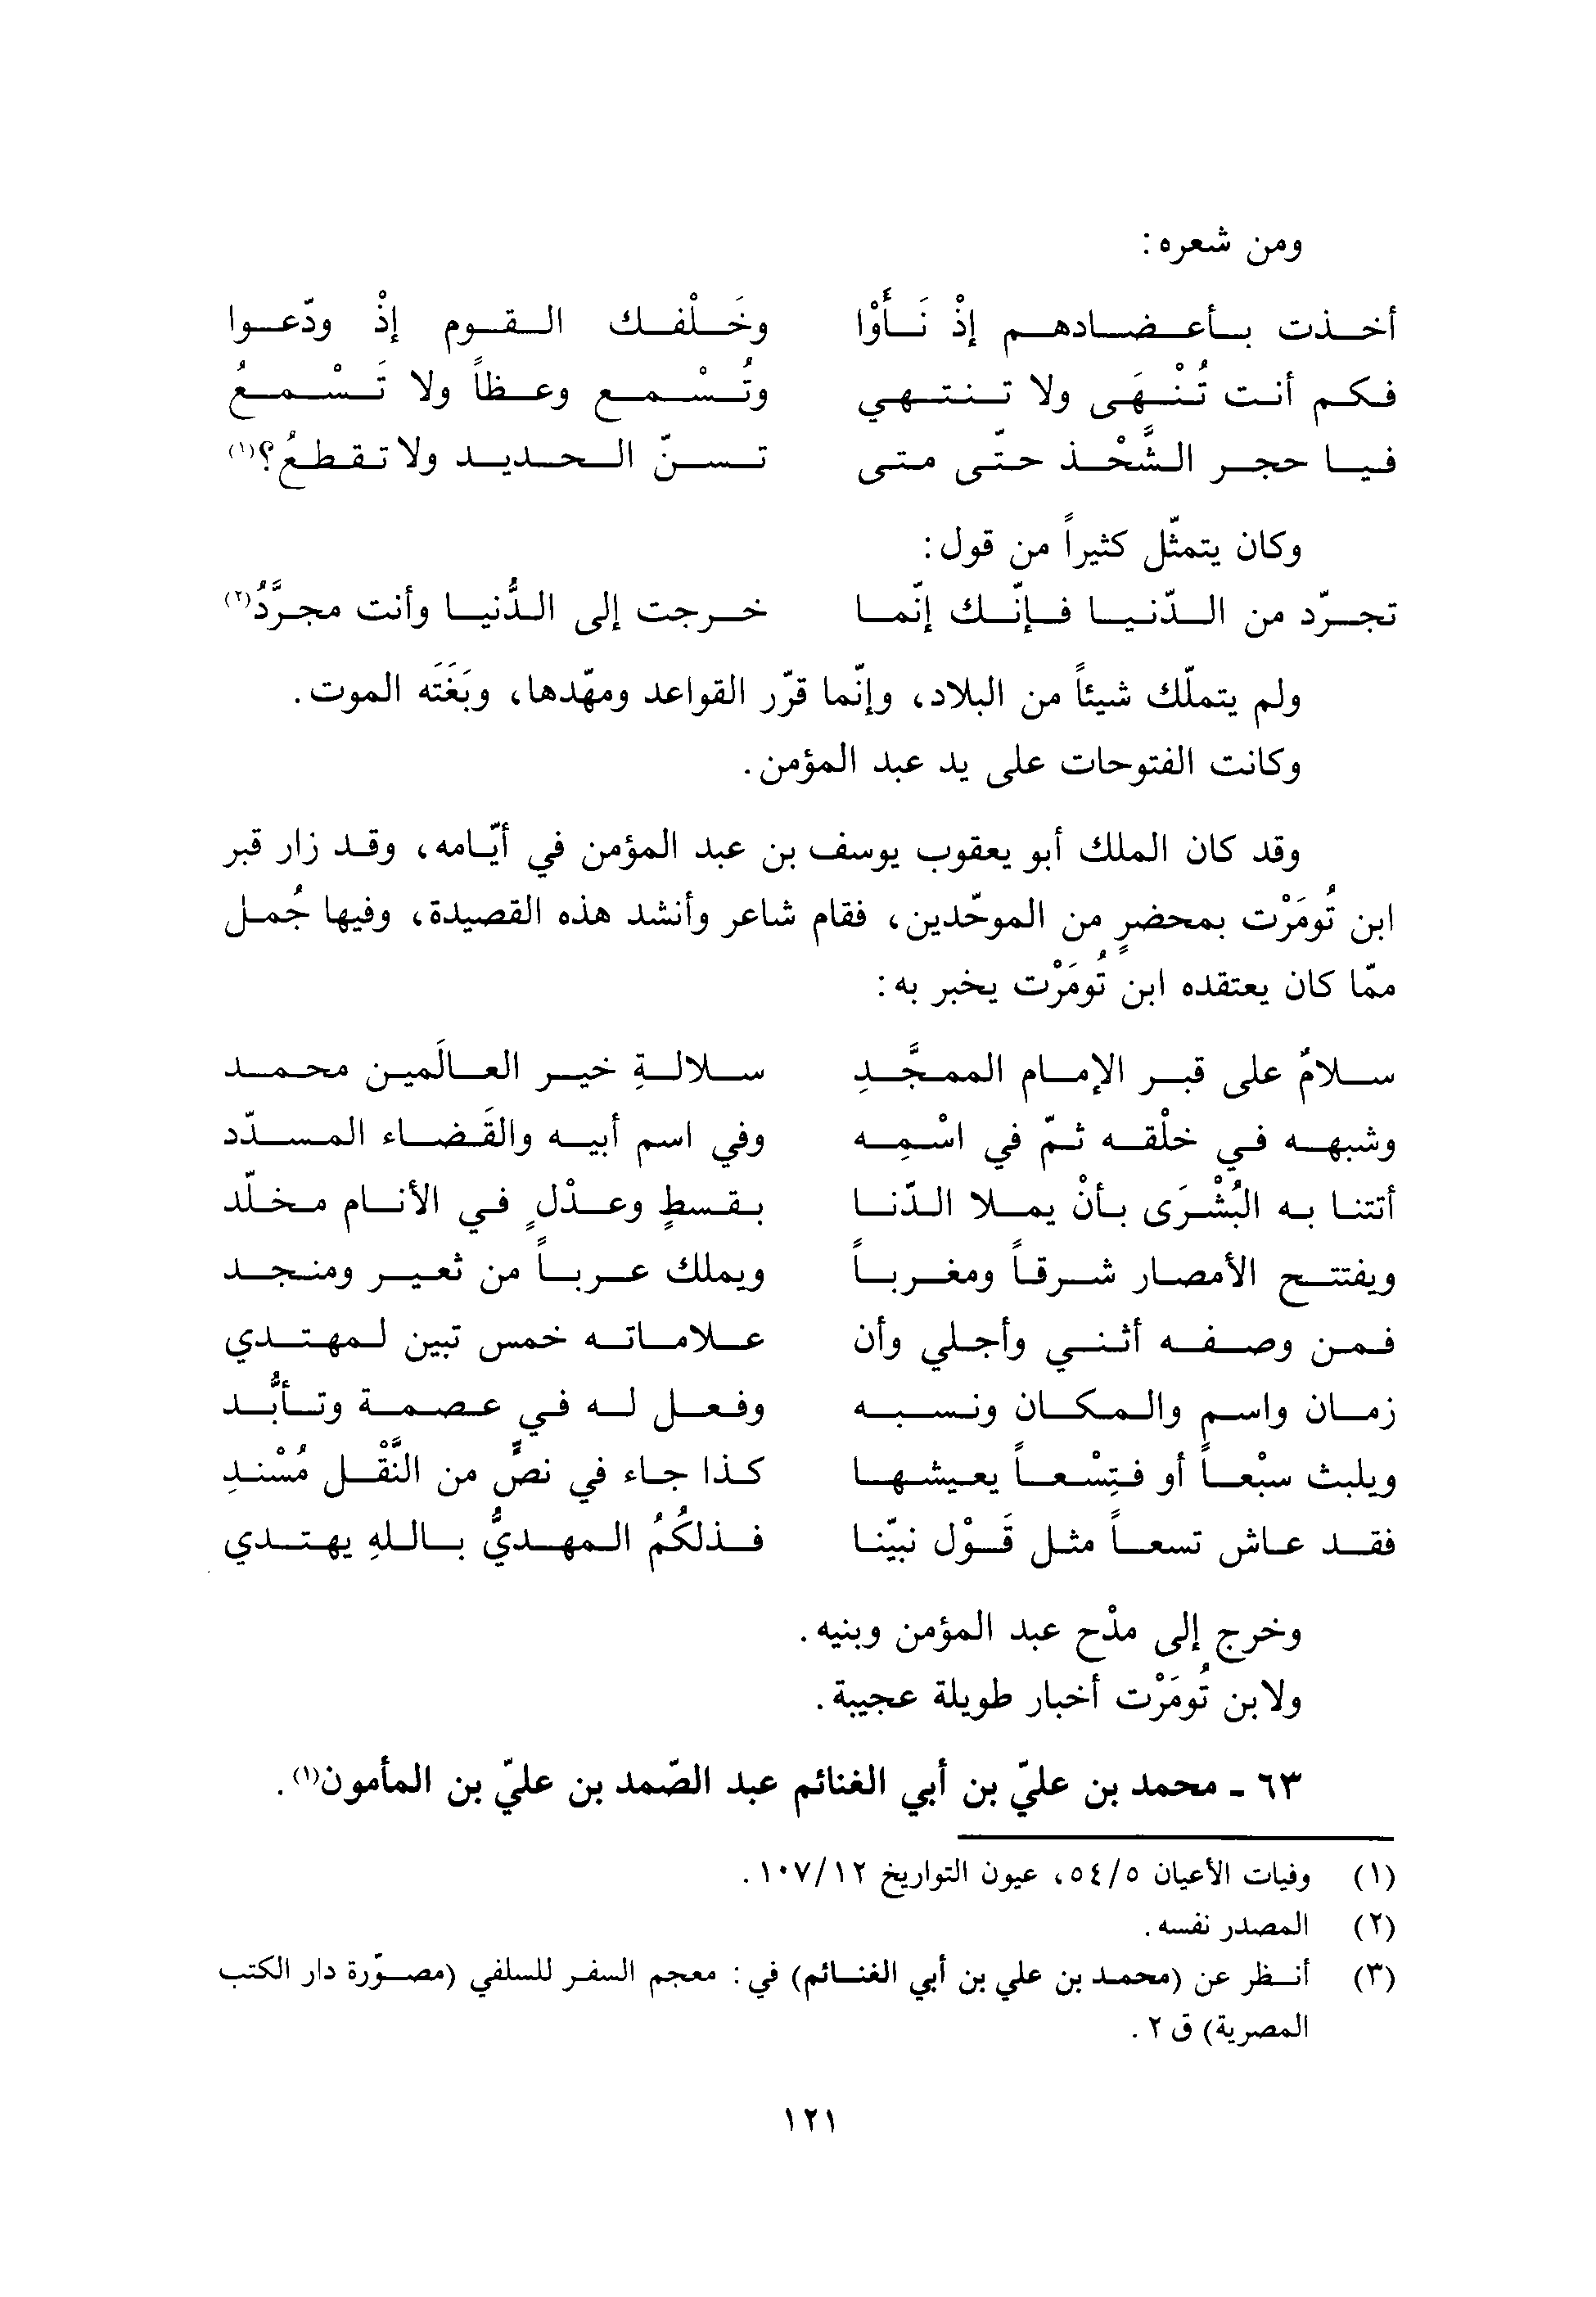 ومن شعره:
أخذت بأعضادهم إذْ نَأَوْا وخَلْفك القوم إذْ ودّعوا
فكم أنت تُنْهَى ولا تنتهي وتُسْمع وعظاً ولا تَسْمعُ
فيا حجر الشَّحْذ حتّى متى تسنّ الحديد ولا تقطعُ؟(١)
وكان يتمثّل كثيراً من قول:
تجرّد من الدّنيا فإنّك إنّما خرجت إلى الدُّنيا وأنت مجرَّدُ(٢)
ولم يتملّك شيئاً من البلاد، وإنّما قرّر القواعد ومهّدها، وبَغَتَه الموت.
وكانت الفتوحات على يد عبد المؤمن.
وقد كان الملك أبو يعقوب يوسف بن عبد المؤمن في أيّامه، وقد زار قبر
ابن تُومَرْت بمحضرٍ من الموحّدين، فقام شاعر وأنشد هذه القصيدة، وفيها جُمل
ممّا كان يعتقده ابن تُومَرْت يخبر به:
سلامٌ على قبر الإمام الممجَّدِ سلالةِ خير العالَمين محمد
وشبهه في خلْقه ثمّ في اسْمِه وفي اسم أبيه والقَضاء المسدّد
أتتنا به البُشْرَى بأنْ يملا الدّنا بقسطٍ وعدْلٍ في الأنام مخلّد
ويفتتح الأمصار شرقاً ومغرباً ويملك عرباً من ثعير ومنجد
فمن وصفه أثني وأجلي وأن علاماته خمس تبين لمهتدي
زمان واسم والمكان ونسبه وفعل له في عصمة وتأبُّد
ويلبث سبْعاً أو فتِسْعاً يعيشها كذا جاء في نصٍّ من النَّقْل مُسْندِ
فقد عاش تسعاً مثل قَوْل نبيّنا فذلكُمُ المهديُّ باللهِ يهتدي
وخرج إلى مدْح عبد المؤمن وبنيه.
ولابن تُومَرْت أخبار طويلة عجيبة.
٦٣ ـ محمد بن عليّ بن أبي الغنائم عبد الصّمد بن عليّ بن المأمون(١).
(١) وفيات الأعيان ٥/٥٤، عيون التواريخ ١٢/١٠٧.
(٢) المصدر نفسه.
(٣) أنظر عن (محمد بن علي بن أبي الغنائم) في: معجم السفر للسلفي (مصوّرة دار الكتب
المصرية) ق ٢.
١٢١